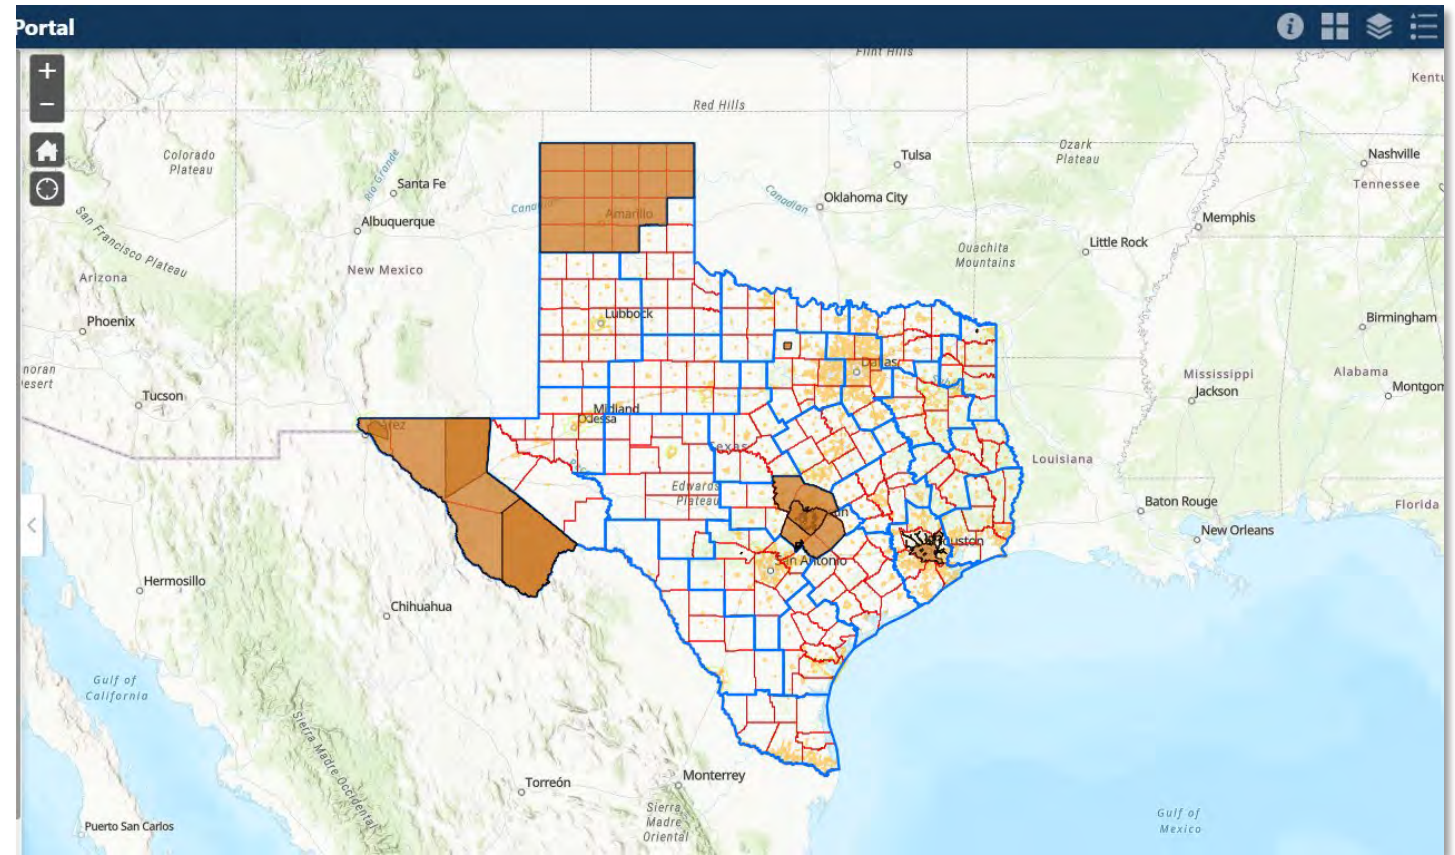 Portal
Flint Hills
Kentu
Red Hills
Colorado
Plateau
Rio Grande
Santa Fe
Tulsa
Ozark
Plateau
Nashville
Tennessee
Canadian
Oklahoma City
Amarillo
Albuquerque
Memphis
San Francisco Plateau
Ouachita
Mountains
Little Rock
Arizona
New Mexico
Phoenix
Lubbock
Birmingham
noran
esert
Dallas
Mississippi
Jackson
Alabama
Montgon
Tucson
Midland
Odessa
Texas
Louisiana
Edwards
Plateau
Baton Rouge
Florida
New Orleans
Houston
San Antonio
Hermosillo
Chihuahua
Gulf of
California
Sierra Madre Occidental
Torreón
Monterrey
Sierra
Madre
Oriental
Puerto San Carlos
Gulf of
Mexico